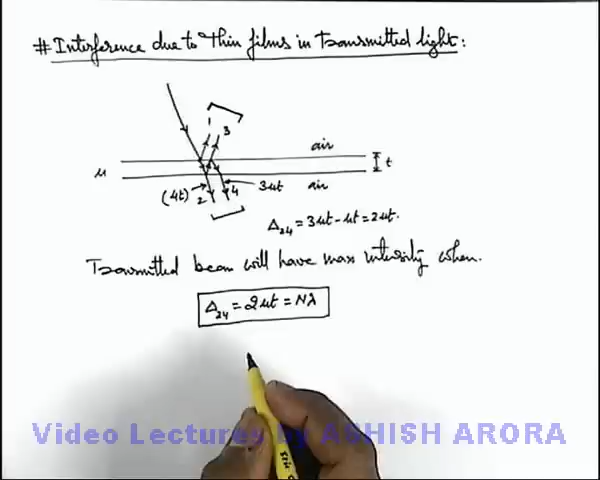 # Interference due to Thin films in transmitted light:
1 3
air
μ t
air
(μt) 2 4 3μt
Δ₂₄ = 3μt - μt = 2μt.
Transmitted beam will have max intensity when.
Δ₂₄ = 2μt = Nλ
Video Lectures by ASHISH ARORA